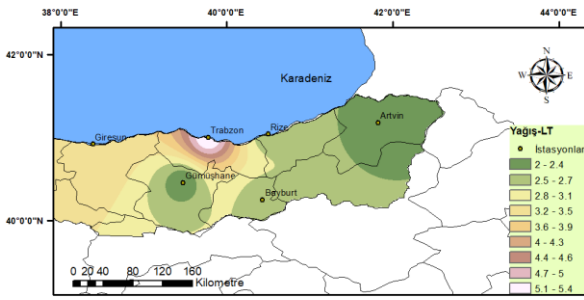 38°0'0"E 40°0'0"E 42°0'0"E 44°0'0"E
42°0'0"N
40°0'0"N
Karadeniz
N
W E
S
Giresun
Trabzon
Rize
Artvin
Gümüşhane
Bayburt
Yağış-LT
İstasyonlar
2 - 2.4
2.5 - 2.7
2.8 - 3.1
3.2 - 3.5
3.6 - 3.9
4 - 4.3
4.4 - 4.6
4.7 - 5
5.1 - 5.4
0 20 40 80 120 160
Kilometre